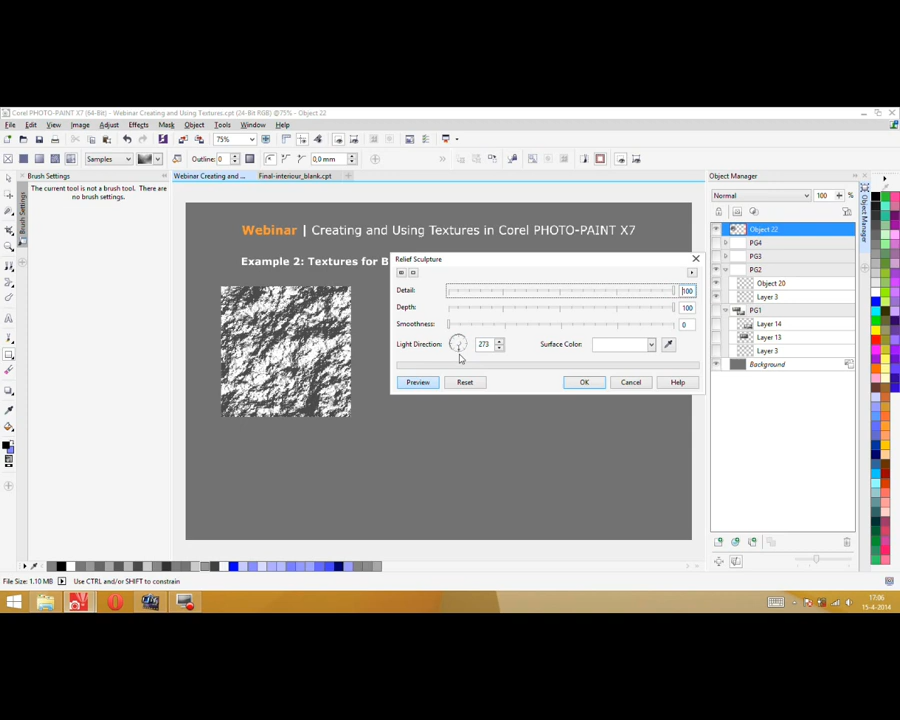 Corel PHOTO-PAINT X7 (64-Bit) - Webinar Creating and Using Textures.cpt (24-Bit RGB) @75% - Object 22
File Edit View Image Adjust Effects Mask Object Tools Window Help
75%
Samples Outline: 0 0,0 mm
Brush Settings Webinar Creating and ... Final-interiour_blank.cpt Object Manager
The current tool is not a brush tool. There are
no brush settings.
Brush Settings
Normal 100 %
Object Manager
Object 22
PG4
PG3
PG2
Object 20
Layer 3
PG1
Layer 14
Layer 13
Layer 3
Background
Webinar | Creating and Using Textures in Corel PHOTO-PAINT X7
Example 2: Textures for B
Relief Sculpture
Detail: 100
Depth: 100
Smoothness: 0
Light Direction: 273 Surface Color:
Preview Reset OK Cancel Help
File Size: 1.10 MB Use CTRL and/or SHIFT to constrain
17:06
15-4-2014